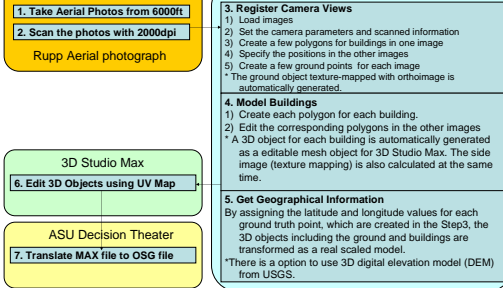 1. Take Aerial Photos from 6000ft
2. Scan the photos with 2000dpi
Rupp Aerial photograph
3. Register Camera Views
1) Load images
2) Set the camera parameters and scanned information
3) Create a few polygons for buildings in one image
4) Specify the positions in the other images
5) Create a few ground points for each image
* The ground object texture-mapped with orthoimage is
automatically generated.
4. Model Buildings
1) Create each polygon for each building.
2) Edit the corresponding polygons in the other images
* A 3D object for each building is automatically generated
as a editable mesh object for 3D Studio Max. The side
image (texture mapping) is also calculated at the same
time.
5. Get Geographical Information
By assigning the latitude and longitude values for each
ground truth point, which are created in the Step3, the
3D objects including the ground and buildings are
transformed as a real scaled model.
*There is a option to use 3D digital elevation model (DEM)
from USGS.
3D Studio Max
6. Edit 3D Objects using UV Map
ASU Decision Theater
7. Translate MAX file to OSG file